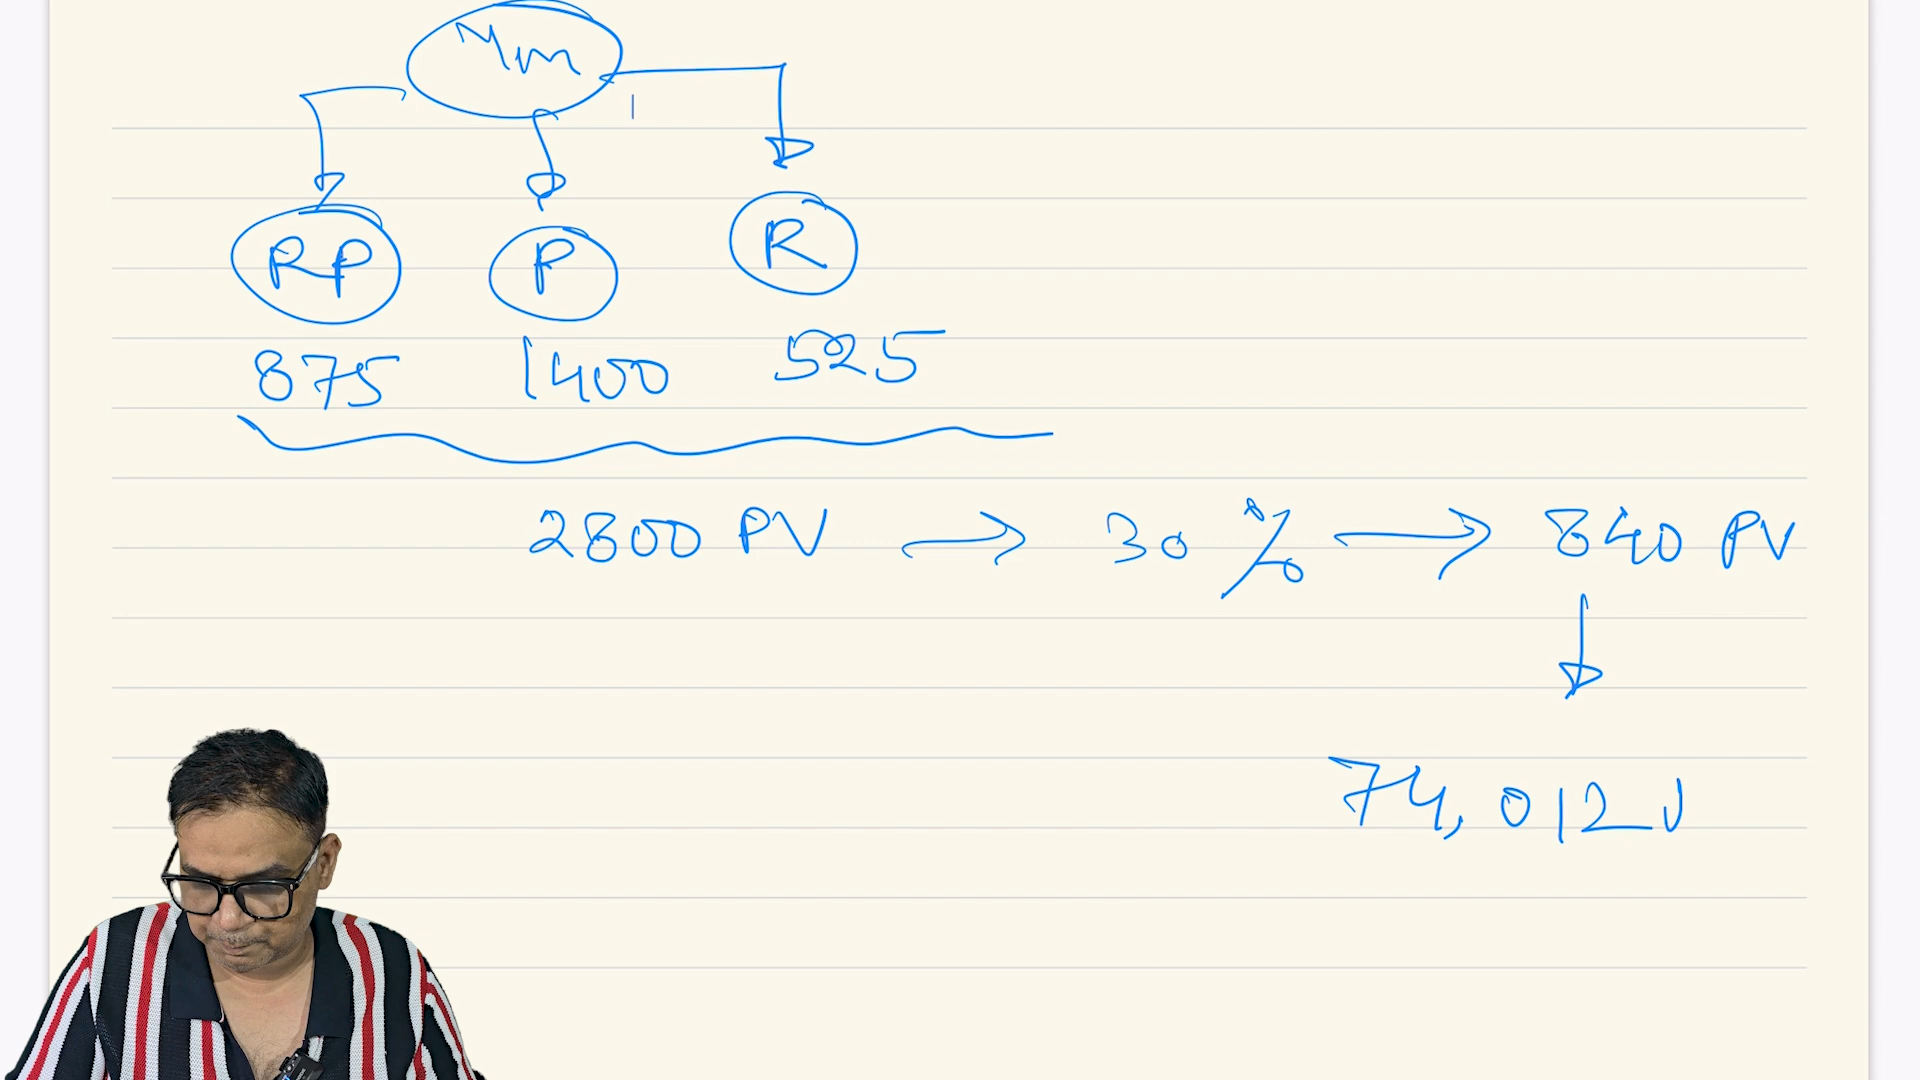 Mm
RP P R
875 1400 525
2800 PV → 30 % → 840 PV
74,012